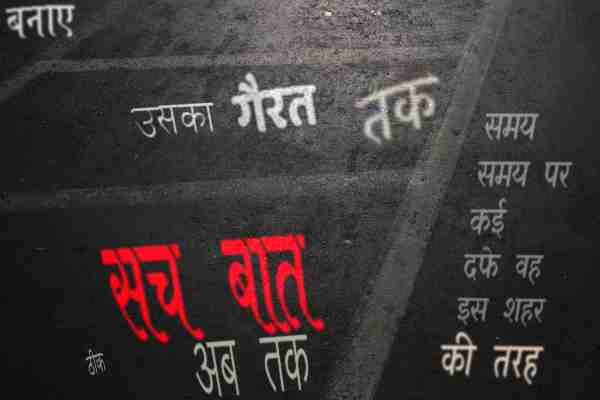 बनाए
उसका गैरत तक
समय
समय पर
कई
दफे वह
इस शहर
की तरह
सच बात
ठीक
अब तक